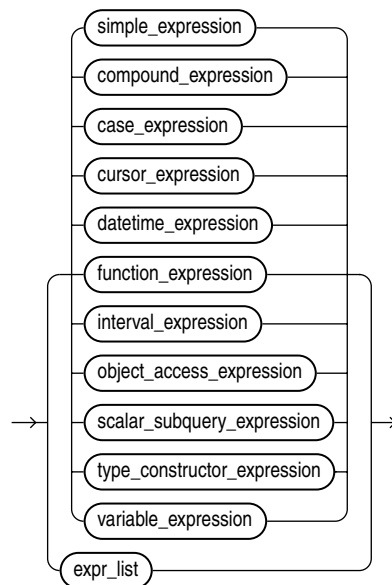 simple_expression
compound_expression
case_expression
cursor_expression
datetime_expression
function_expression
interval_expression
object_access_expression
scalar_subquery_expression
type_constructor_expression
variable_expression
expr_list